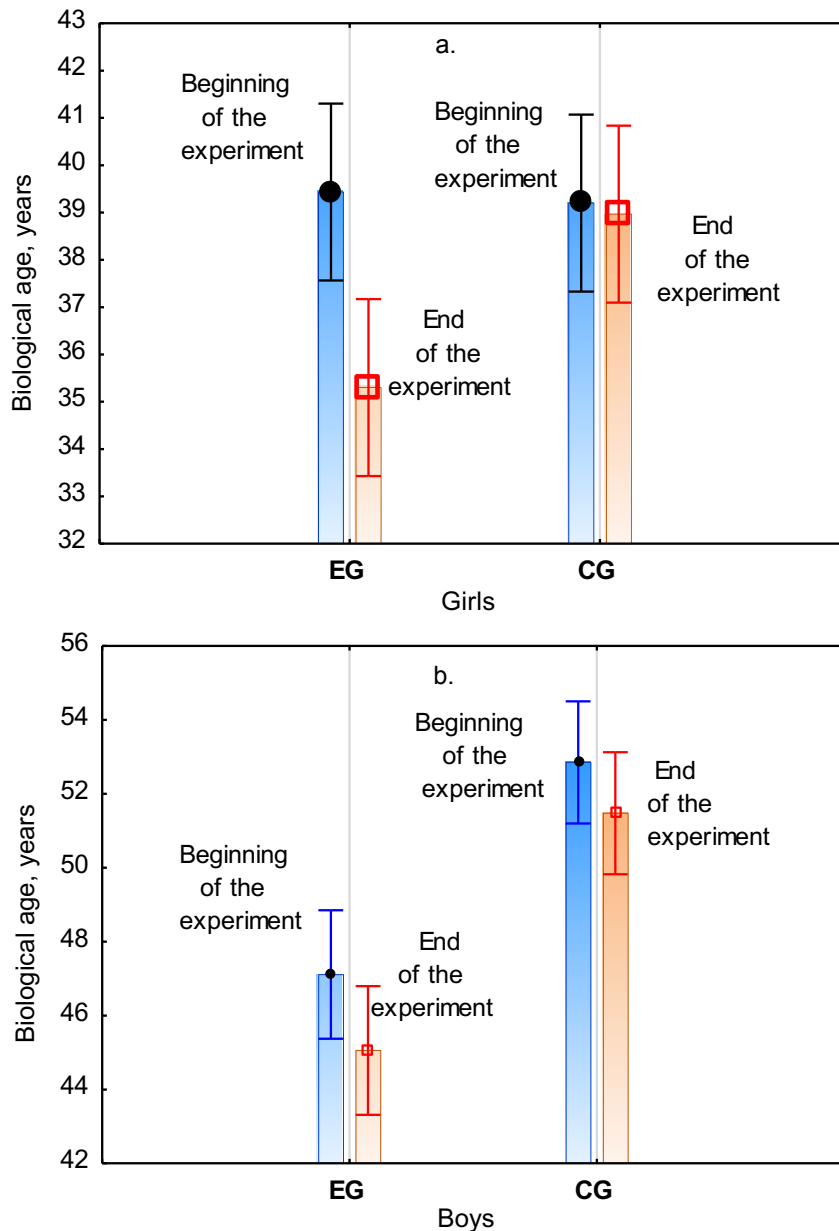 43
a.
42
Beginning
of the
experiment
Beginning
of the
experiment
41
40
39
End
of the
experiment
38
37
End
of the
experiment
36
35
34
33
32
Biological age, years
EG
CG
Girls
56
b.
54
Beginning
of the
experiment
End
of the
experiment
52
50
Beginning
of the
experiment
48
End
of the
experiment
46
44
42
Biological age, years
EG
CG
Boys